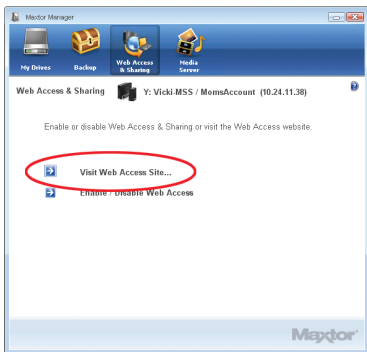 Maxtor Manager
My Drives
Backup
Web Access
& Sharing
Media
Server
Web Access & Sharing
Y: Vicki-MSS / MomsAccount (10.24.11.38)
Enable or disable Web Access & Sharing or visit the Web Access website.
Visit Web Access Site...
Enable / Disable Web Access
Maxtor